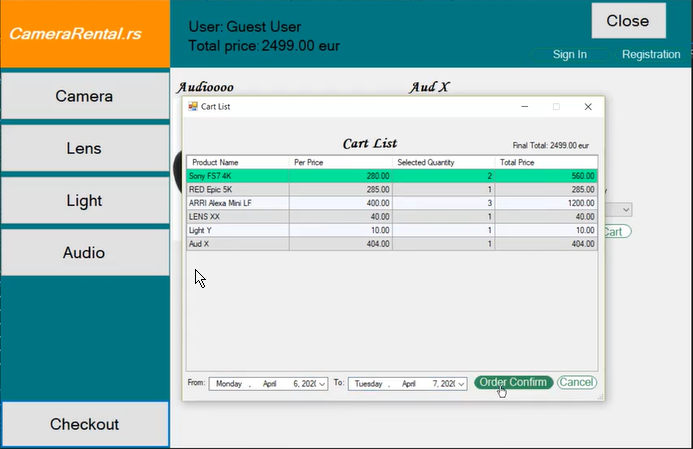 CameraRental.rs
User: Guest User
Total price:2499.00 eur
Close
Sign In
Registration
Camera
Lens
Light
Audio
Checkout
Audioooo
Aud X
Cart List
Cart List
Final Total: 2499.00 eur
Product Name Per Price Selected Quantity Total Price
Sony FS7 4K 280.00 2 560.00
RED Epic 5K 285.00 1 285.00
ARRI Alexa Mini LF 400.00 3 1200.00
LENS XX 40.00 1 40.00
Light Y 10.00 1 10.00
Aud X 404.00 1 404.00
Cart
From: Monday , April 6, 2020 To: Tuesday , April 7, 2020
Order Confirm
Cancel